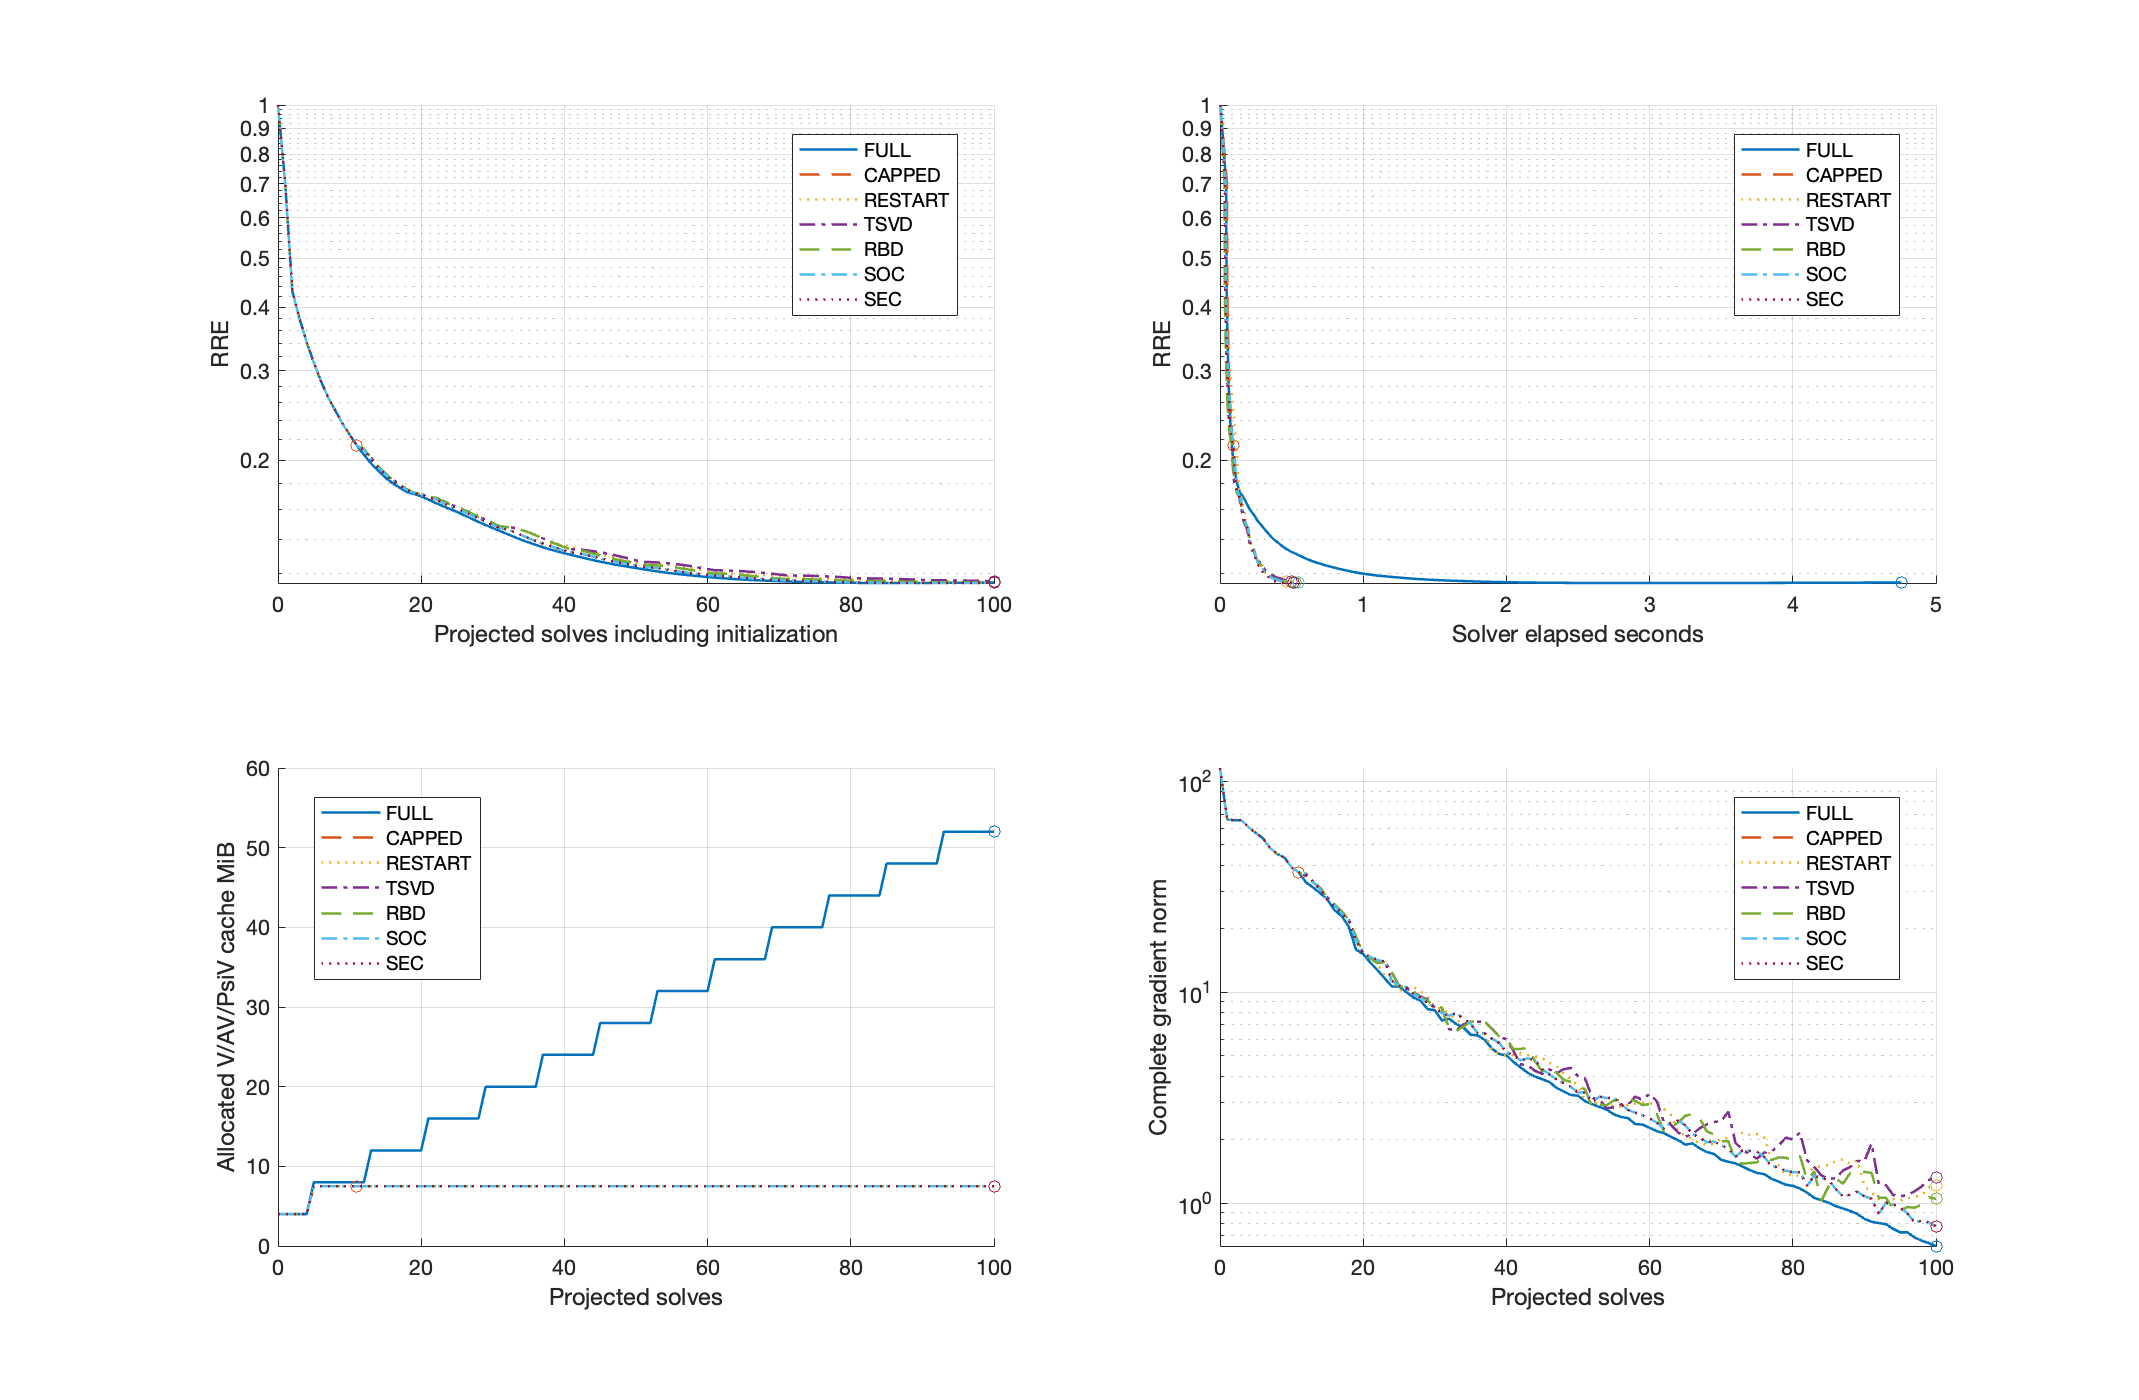 1
0.9
0.8
0.7
0.6
0.5
0.4
0.3
0.2
RRE
0 20 40 60 80 100
Projected solves including initialization
FULL
CAPPED
RESTART
TSVD
RBD
SOC
SEC
1
0.9
0.8
0.7
0.6
0.5
0.4
0.3
0.2
RRE
0 1 2 3 4 5
Solver elapsed seconds
FULL
CAPPED
RESTART
TSVD
RBD
SOC
SEC
60
50
40
30
20
10
0
Allocated V/AV/PsiV cache MiB
0 20 40 60 80 100
Projected solves
FULL
CAPPED
RESTART
TSVD
RBD
SOC
SEC
10²
10¹
10⁰
Complete gradient norm
0 20 40 60 80 100
Projected solves
FULL
CAPPED
RESTART
TSVD
RBD
SOC
SEC